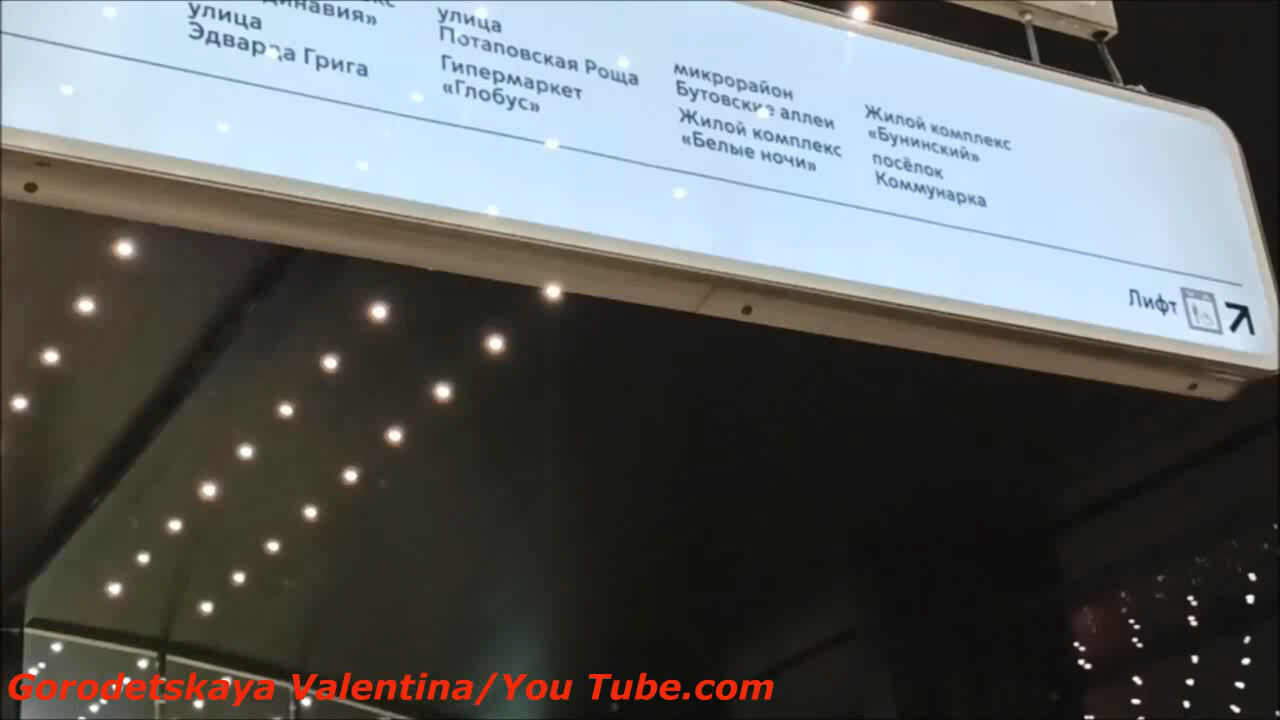 улица
Эдварда Грига
улица
Потаповская Роща
Гипермаркет
«Глобус»
микрорайон
Бутовские аллеи
Жилой комплекс
«Белые ночи»
Жилой комплекс
«Бунинский»
посёлок
Коммунарка
Лифт
Gorodetskaya Valentina/You Tube.com